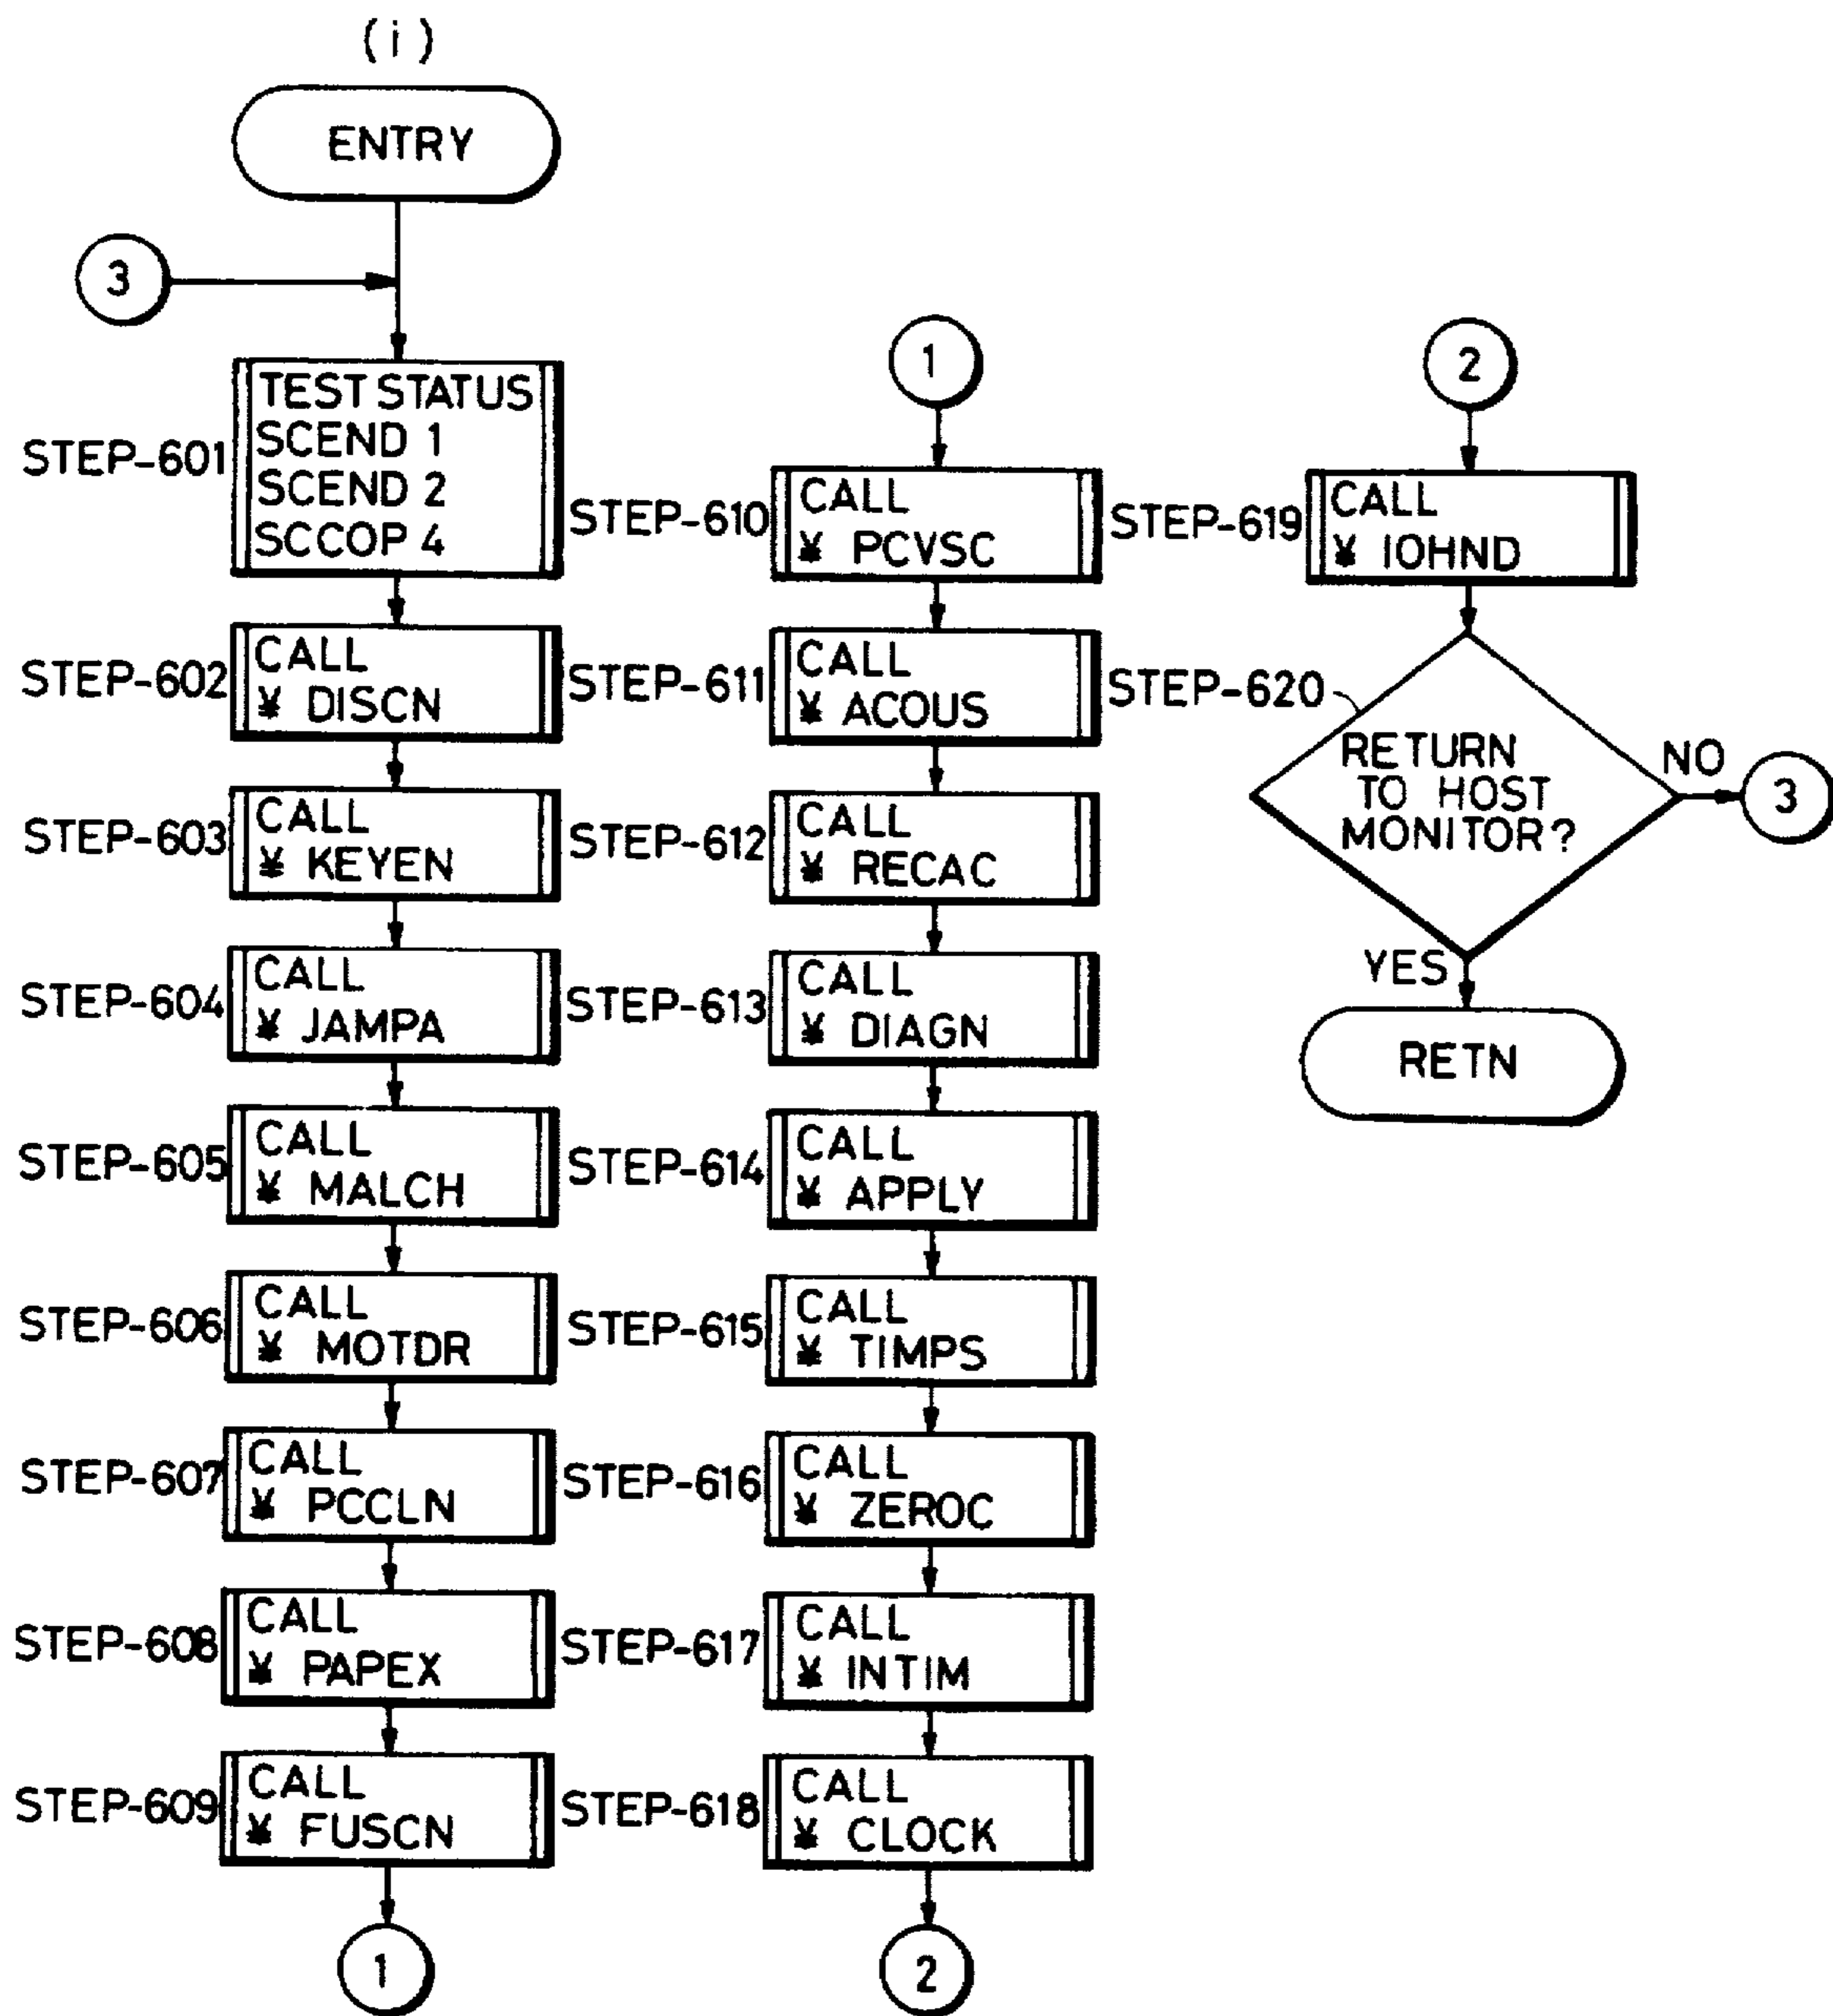 (i)
ENTRY
3
STEP-601
TEST STATUS
SCEND 1
SCEND 2
SCCOP 4
STEP-602
CALL
¥ DISCN
STEP-603
CALL
¥ KEYEN
STEP-604
CALL
¥ JAMPA
STEP-605
CALL
¥ MALCH
STEP-606
CALL
¥ MOTDR
STEP-607
CALL
¥ PCCLN
STEP-608
CALL
¥ PAPEX
STEP-609
CALL
¥ FUSCN
1
1
STEP-610
CALL
¥ PCVSC
STEP-611
CALL
¥ ACOUS
STEP-612
CALL
¥ RECAC
STEP-613
CALL
¥ DIAGN
STEP-614
CALL
¥ APPLY
STEP-615
CALL
¥ TIMPS
STEP-616
CALL
¥ ZEROC
STEP-617
CALL
¥ INTIM
STEP-618
CALL
¥ CLOCK
2
2
STEP-619
CALL
¥ IOHND
STEP-620
RETURN
TO HOST
MONITOR?
NO
3
YES
RETN